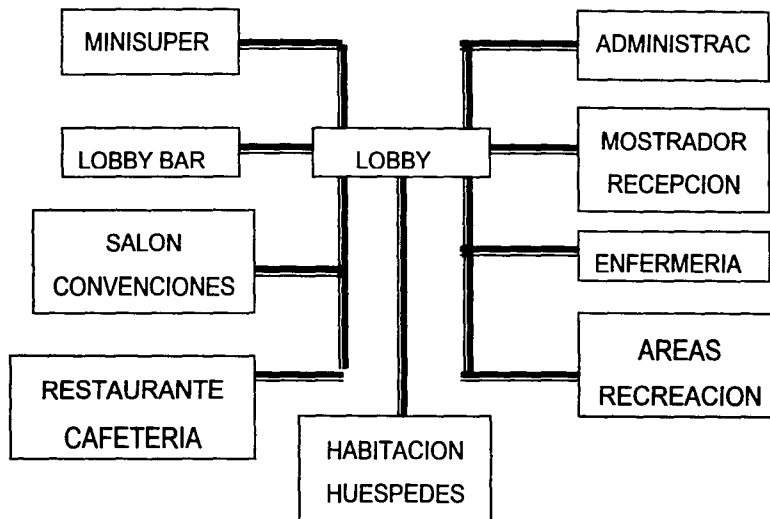 MINISUPER
ADMINISTRAC
LOBBY BAR
LOBBY
MOSTRADOR
RECEPCION
SALON
CONVENCIONES
ENFERMERIA
RESTAURANTE
CAFETERIA
AREAS
RECREACION
HABITACION
HUESPEDES